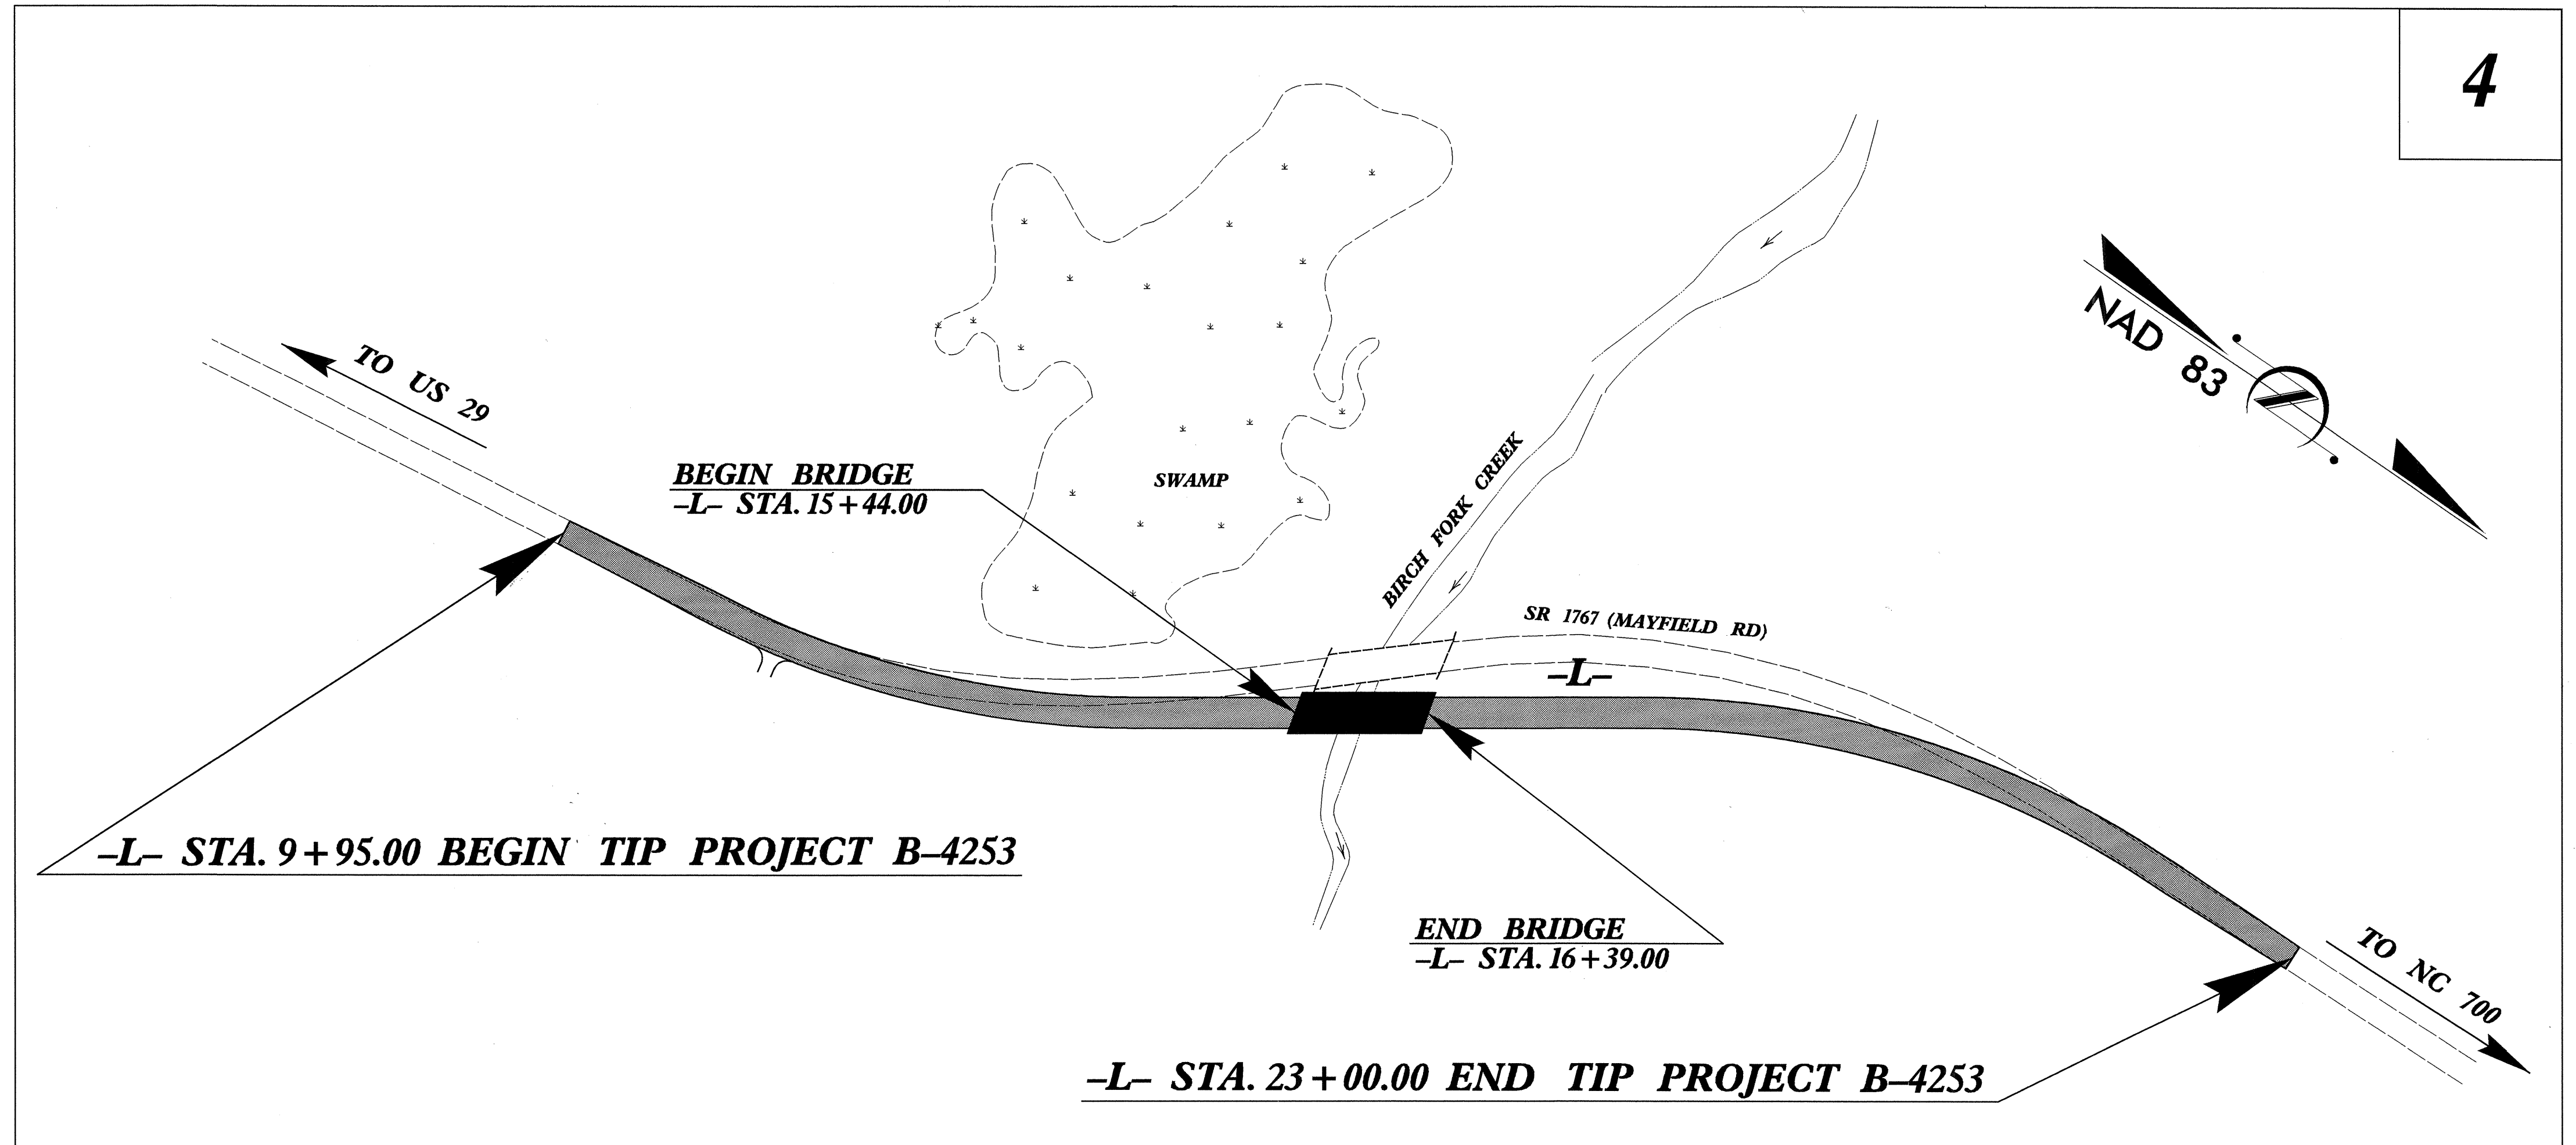 4
NAD 83
TO US 29
BEGIN BRIDGE
-L- STA. 15+44.00
SWAMP
BIRCH FORK CREEK
SR 1767 (MAYFIELD RD)
-L-
-L- STA. 9+95.00 BEGIN TIP PROJECT B-4253
END BRIDGE
-L- STA. 16+39.00
TO NC 700
-L- STA. 23+00.00 END TIP PROJECT B-4253